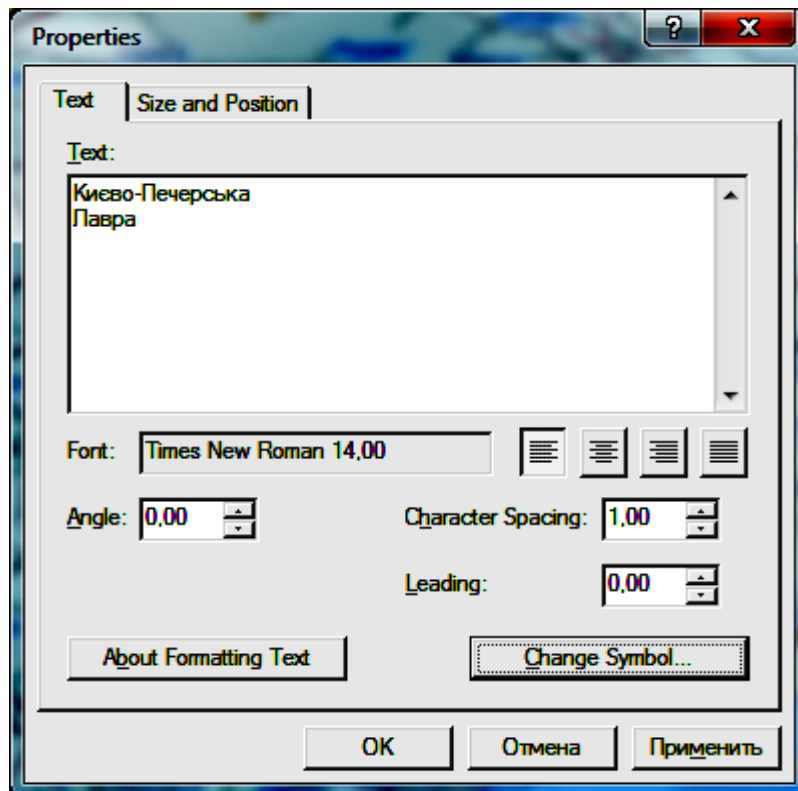 Properties
Text
Size and Position
Text:
Києво-Печерська
Лавра
Font: Times New Roman 14,00
Angle: 0,00 Character Spacing: 1,00
Leading: 0,00
About Formatting Text Change Symbol...
OK Отмена Применить